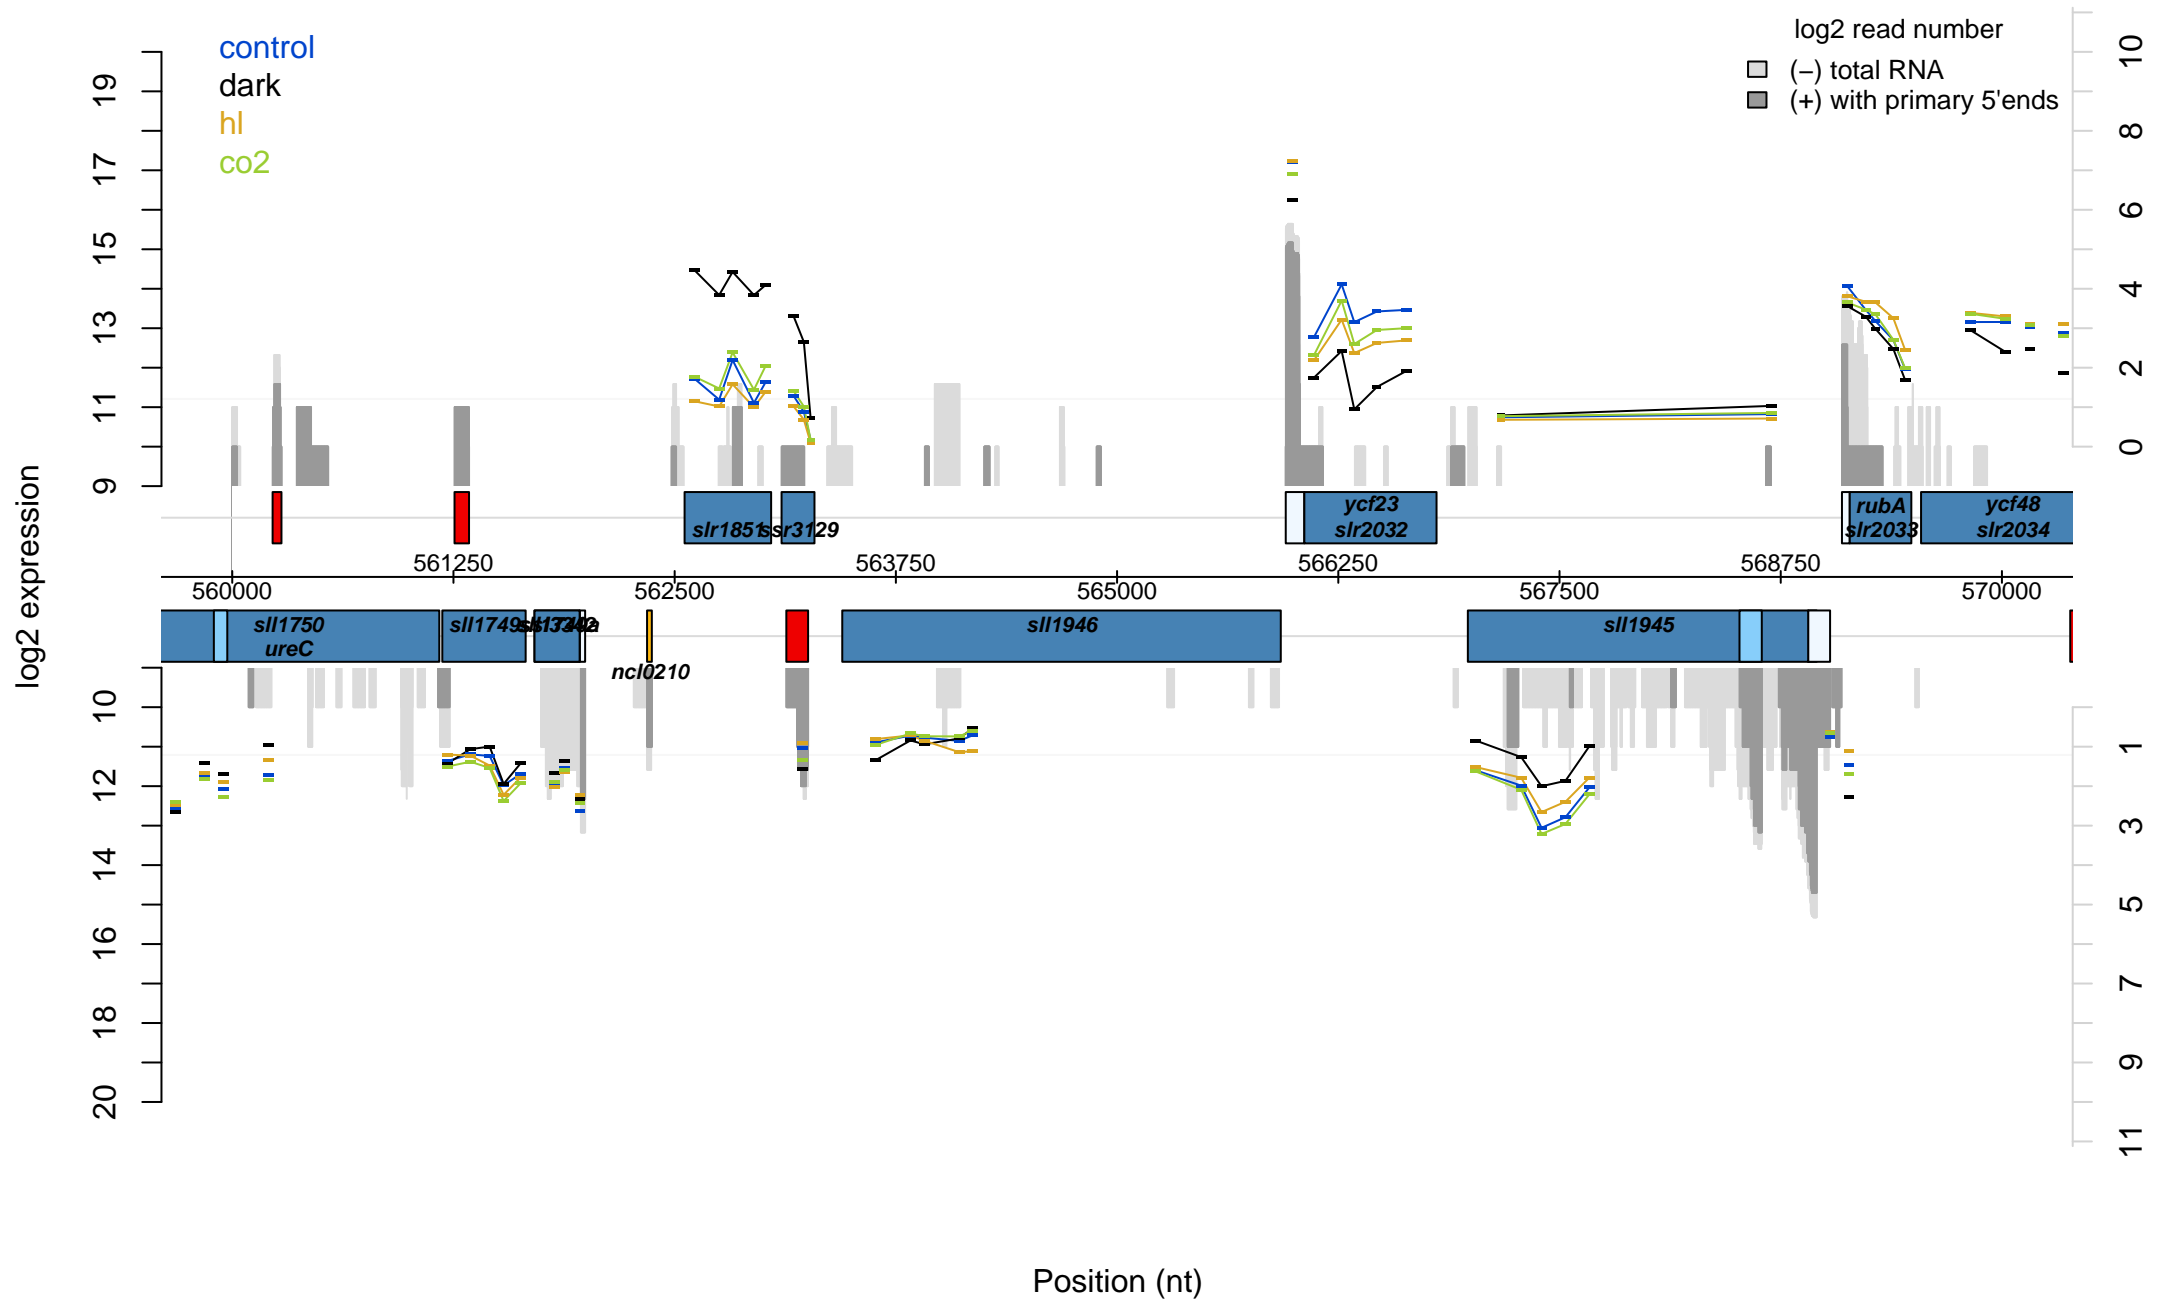 control
dark
hl
co2
log2 read number
(−) total RNA
(+) with primary 5'ends
19
17
15
13
11
9
10
8
6
4
2
0
log2 expression
slr1851
ssr3129
ycf23
slr2032
rubA
slr2033
ycf48
slr2034
561250
563750
566250
568750
560000
562500
565000
567500
570000
sll1750
ureC
sll1749
ncl0210
sll1946
sll1945
10
12
14
16
18
20
1
3
5
7
9
11
Position (nt)